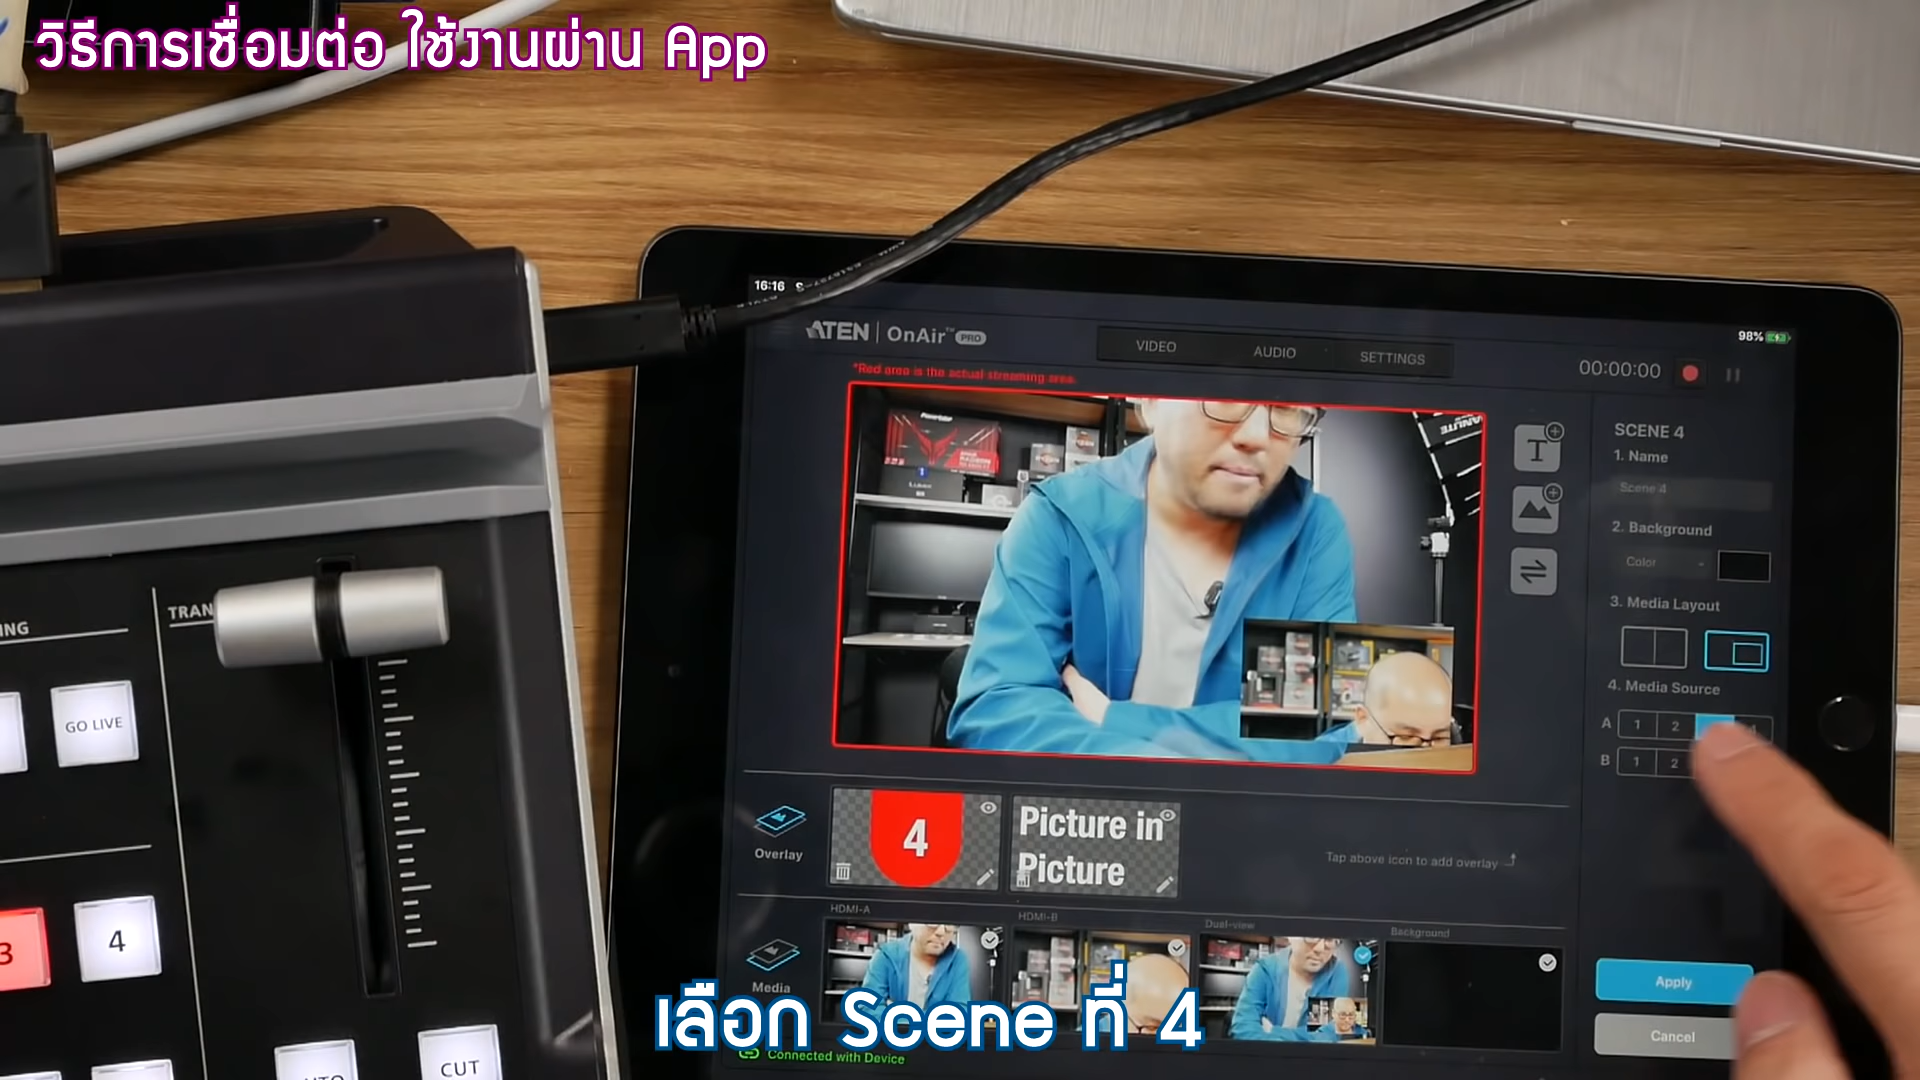 วิธีการเชื่อมต่อ ใช้งานผ่าน App
16:16
98%
ATEN OnAir™ PRO
VIDEO
AUDIO
SETTINGS
00:00:00
*Red area is the actual streaming area.
SCENE 4
1. Name
Scene 4
2. Background
Color
3. Media Layout
4. Media Source
A 1 2
B 1 2
T
TRAN
ING
GO LIVE
3
4
CUT
Overlay
4
Picture in
Picture
Tap above icon to add overlay
HDMI-A
HDMI-B
Dual-view
Background
Media
Apply
Cancel
เลือก Scene ที่ 4
Connected with Device